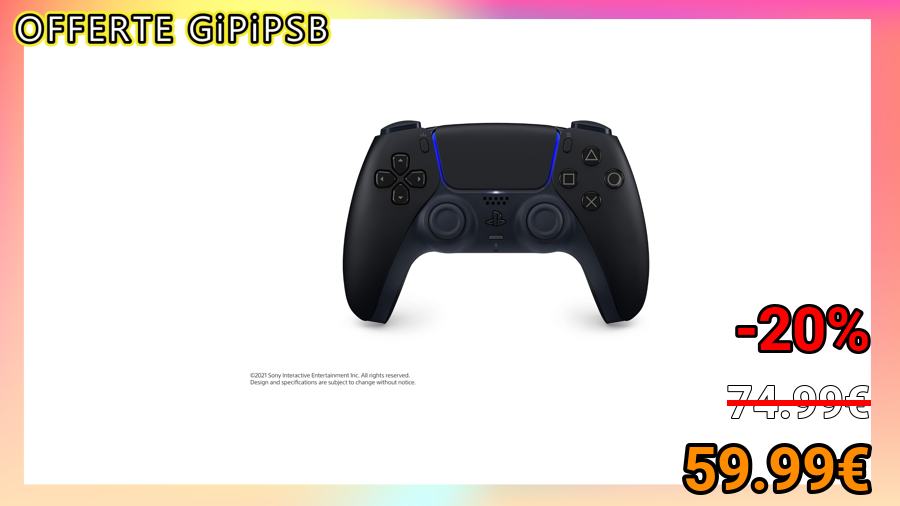 OFFERTE GiPiPSB
©2021 Sony Interactive Entertainment Inc. All rights reserved.
Design and specifications are subject to change without notice.
-20%
74.99€
59.99€